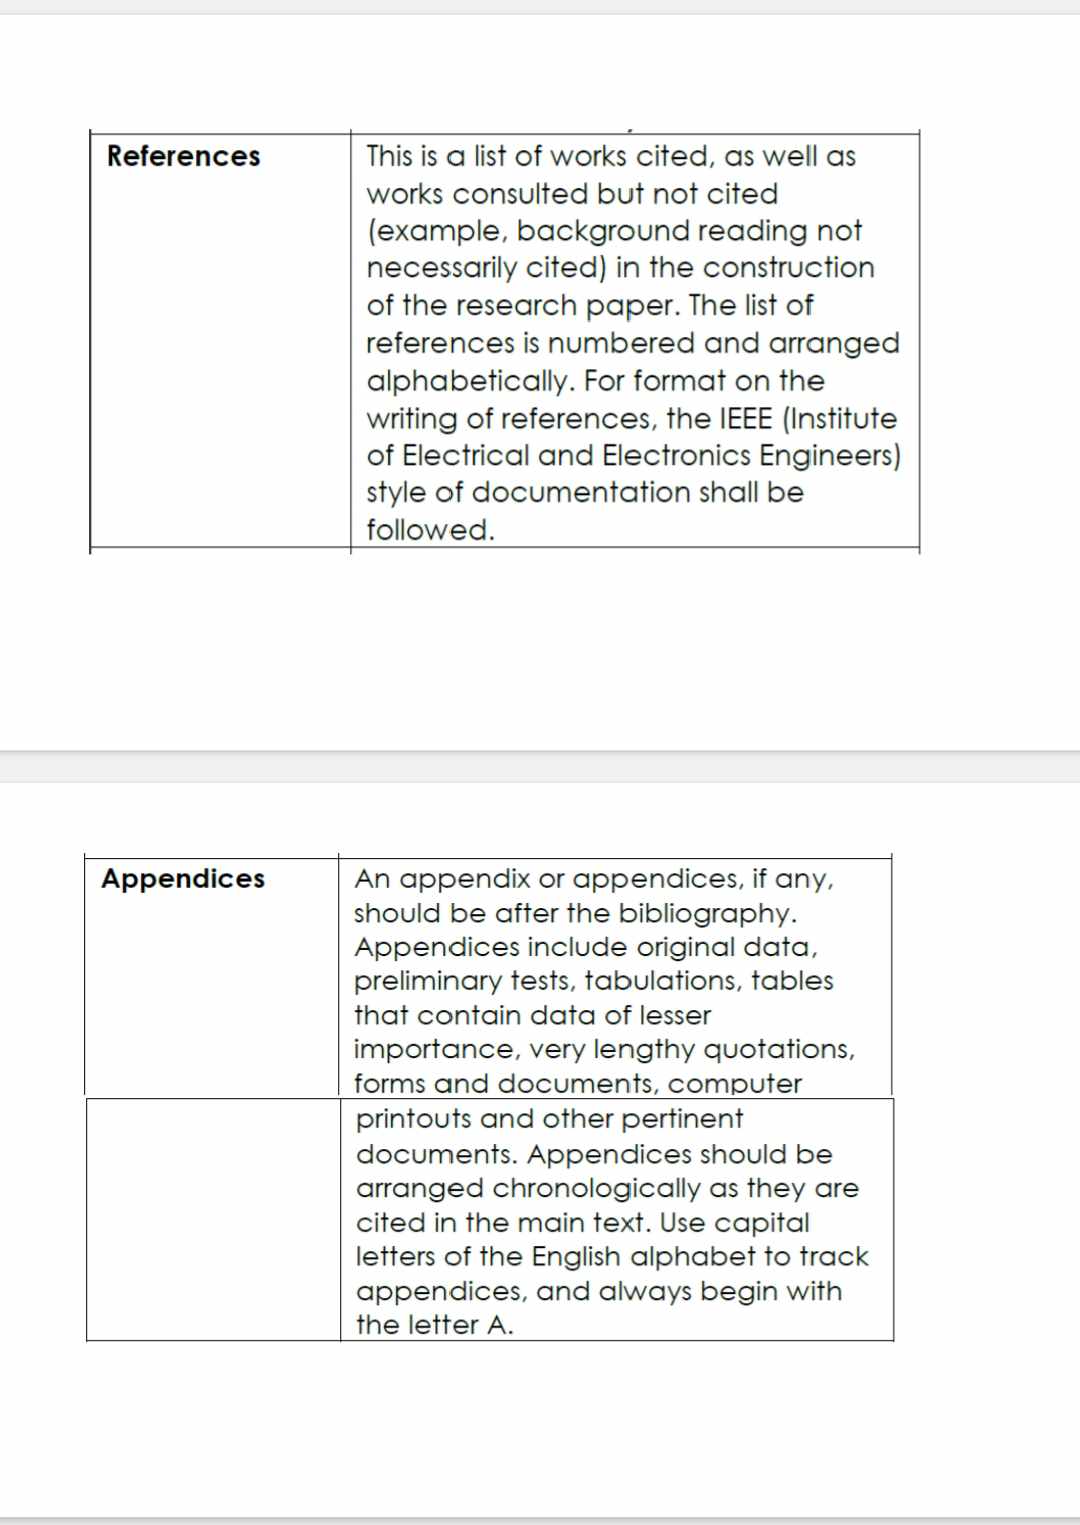 References
This is a list of works cited, as well as
works consulted but not cited
(example, background reading not
necessarily cited) in the construction
of the research paper. The list of
references is numbered and arranged
alphabetically. For format on the
writing of references, the IEEE (Institute
of Electrical and Electronics Engineers)
style of documentation shall be
followed.
Appendices
An appendix or appendices, if any,
should be after the bibliography.
Appendices include original data,
preliminary tests, tabulations, tables
that contain data of lesser
importance, very lengthy quotations,
forms and documents, computer
printouts and other pertinent
documents. Appendices should be
arranged chronologically as they are
cited in the main text. Use capital
letters of the English alphabet to track
appendices, and always begin with
the letter A.